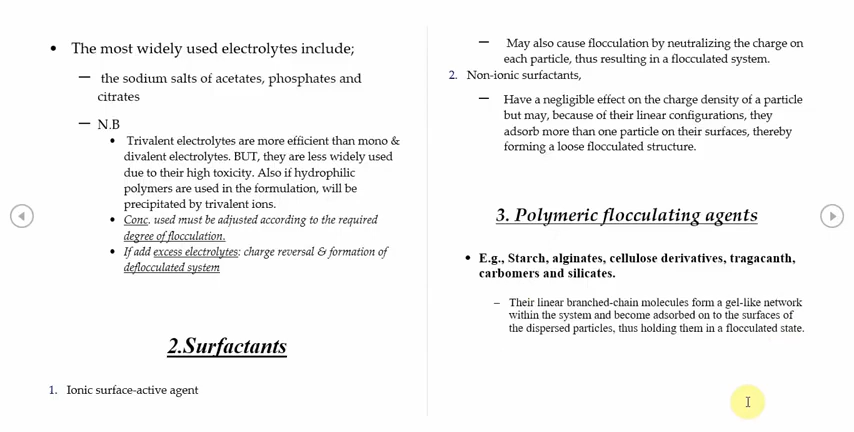 • The most widely used electrolytes include;
– the sodium salts of acetates, phosphates and
citrates
– N.B
• Trivalent electrolytes are more efficient than mono &
divalent electrolytes. BUT, they are less widely used
due to their high toxicity. Also if hydrophilic
polymers are used in the formulation, will be
precipitated by trivalent ions.
• Conc. used must be adjusted according to the required
degree of flocculation.
• If add excess electrolytes: charge reversal & formation of
deflocculated system
2.Surfactants
1. Ionic surface-active agent
– May also cause flocculation by neutralizing the charge on
each particle, thus resulting in a flocculated system.
2. Non-ionic surfactants,
– Have a negligible effect on the charge density of a particle
but may, because of their linear configurations, they
adsorb more than one particle on their surfaces, thereby
forming a loose flocculated structure.
3. Polymeric flocculating agents
• E.g., Starch, alginates, cellulose derivatives, tragacanth,
carbomers and silicates.
– Their linear branched-chain molecules form a gel-like network
within the system and become adsorbed on to the surfaces of
the dispersed particles, thus holding them in a flocculated state.